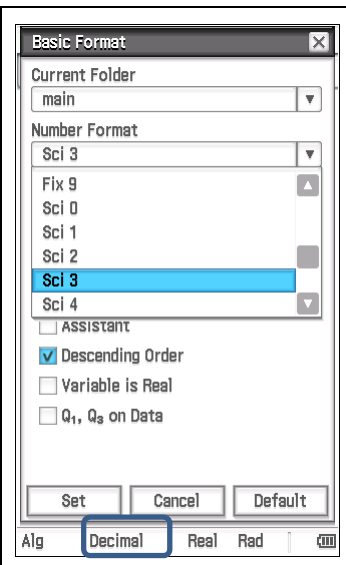 Basic Format
Current Folder
main
Number Format
Sci 3
Fix 9
Sci 0
Sci 1
Sci 2
Sci 3
Sci 4
Assistant
Descending Order
Variable is Real
Q₁, Q₃ on Data
Set Cancel Default
Alg Decimal Real Rad